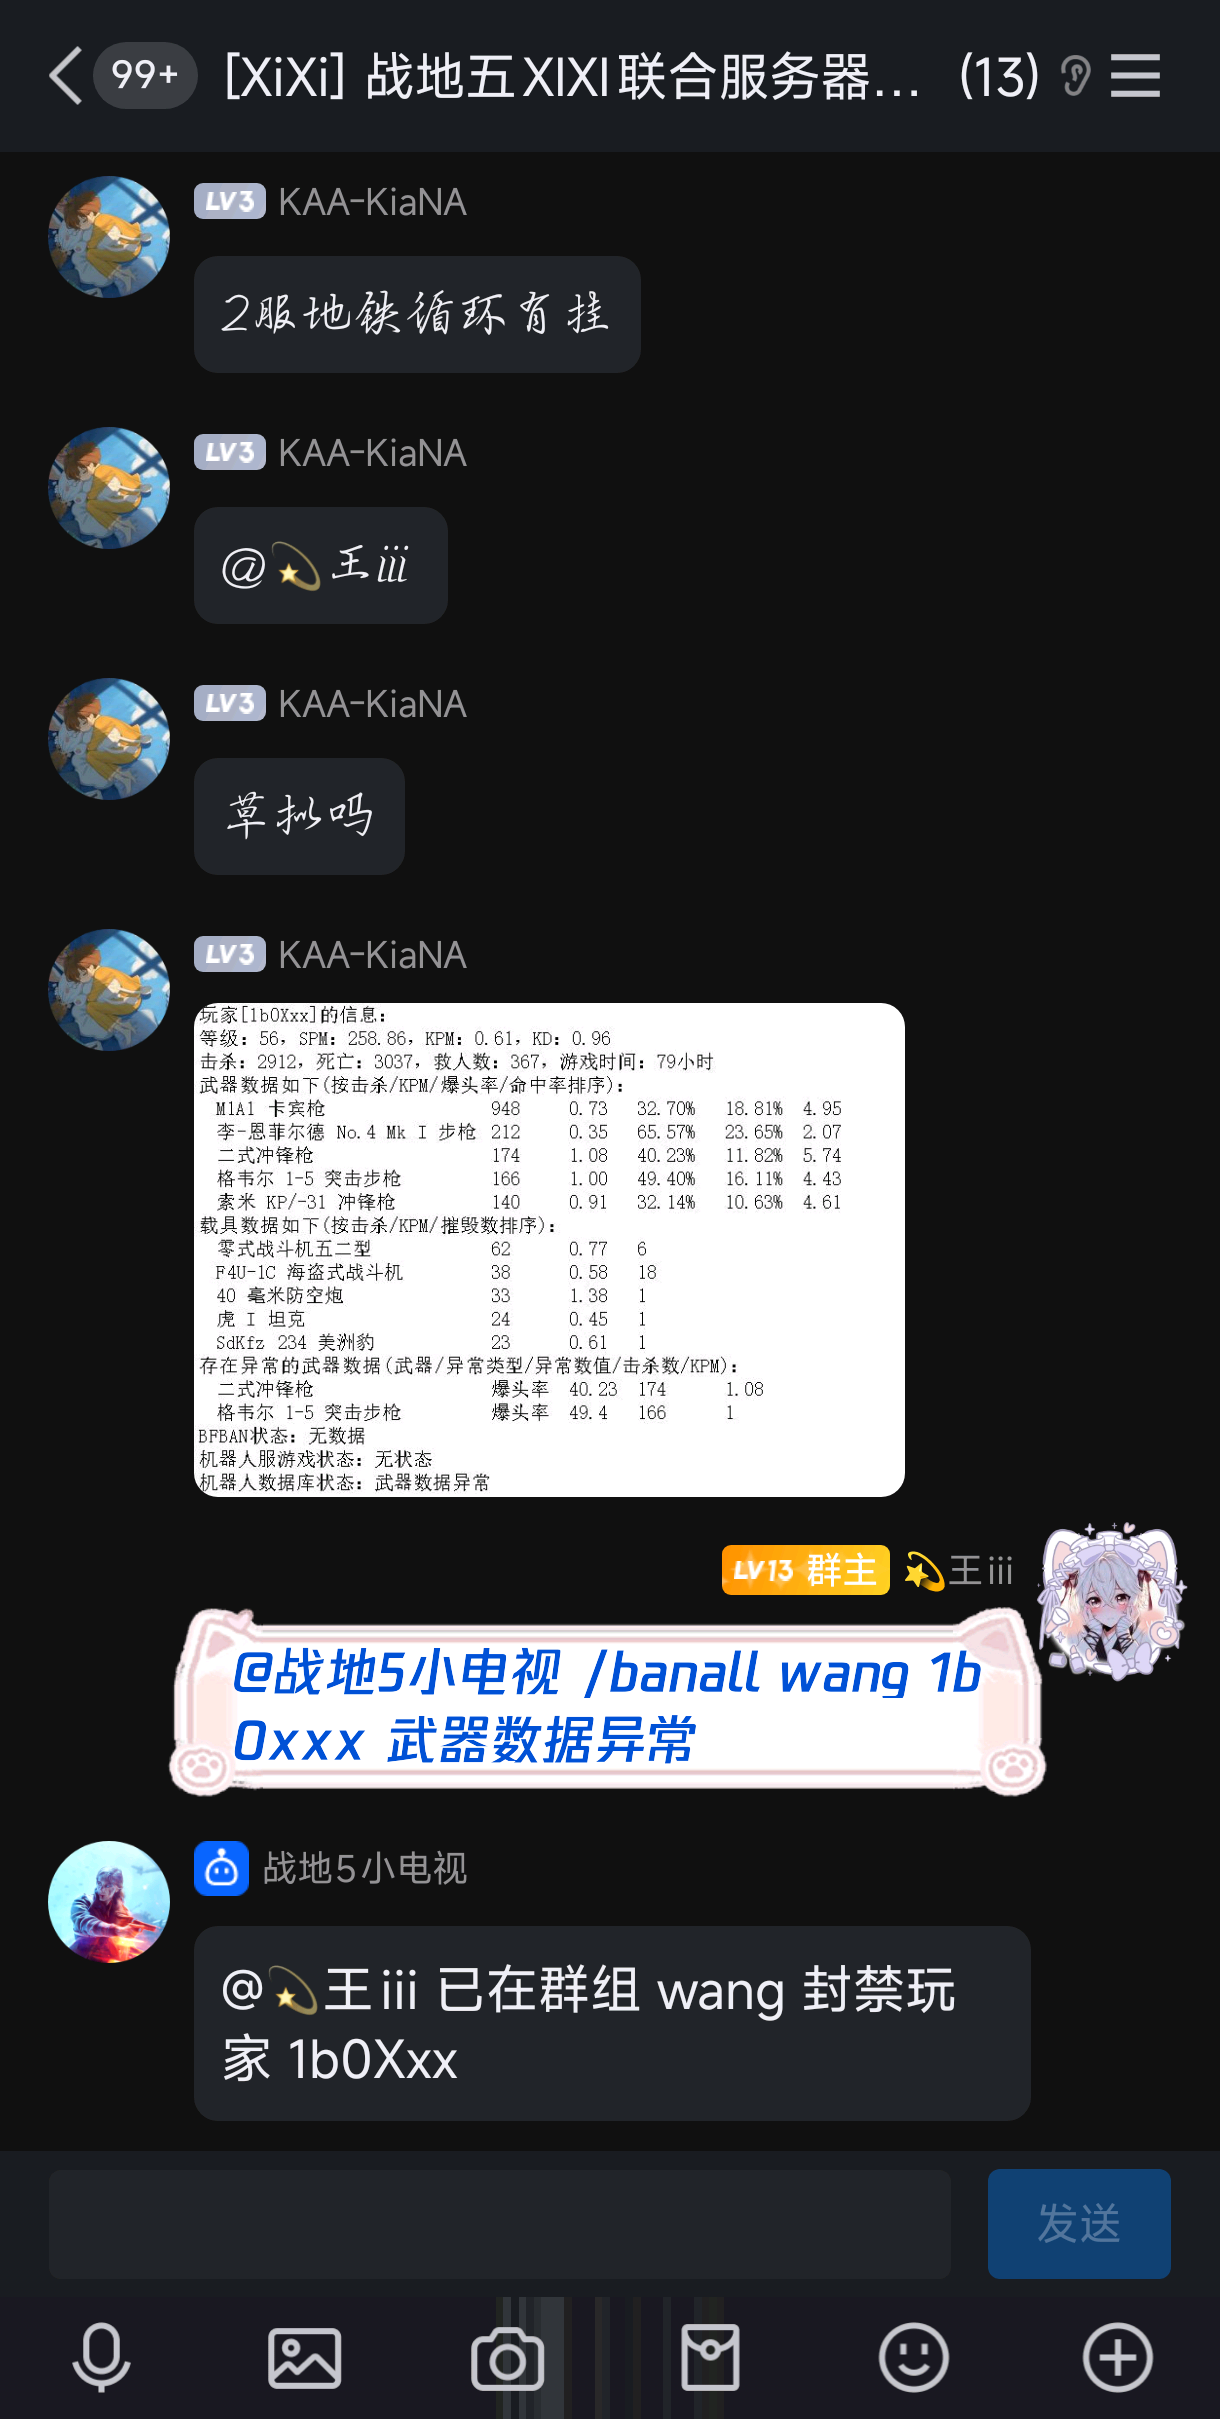 99+ [XiXi] 战地五XIXI联合服务器... (13)
LV3 KAA-KiaNA
2服地铁循环有挂
LV3 KAA-KiaNA
@💫王iii
LV3 KAA-KiaNA
草拟吗
LV3 KAA-KiaNA
玩家[1b0Xxx]的信息:
等级: 56, SPM: 258.86, KPM: 0.61, KD: 0.96
击杀: 2912, 死亡: 3037, 救人数: 367, 游戏时间: 79小时
武器数据如下(按击杀/KPM/爆头率/命中率排序):
M1A1 卡宾枪 948 0.73 32.70% 18.81% 4.95
李-恩菲尔德 No.4 Mk I 步枪 212 0.35 65.57% 23.65% 2.07
二式冲锋枪 174 1.08 40.23% 11.82% 5.74
格韦尔 1-5 突击步枪 166 1.00 49.40% 16.11% 4.43
索米 KP/-31 冲锋枪 140 0.91 32.14% 10.63% 4.61
载具数据如下(按击杀/KPM/摧毁数排序):
零式战斗机五二型 62 0.77 6
F4U-1C 海盗式战斗机 38 0.58 18
40 毫米防空炮 33 1.38 1
虎 I 坦克 24 0.45 1
SdKfz 234 美洲豹 23 0.61 1
存在异常的武器数据(武器/异常类型/异常数值/击杀数/KPM):
二式冲锋枪 爆头率 40.23 174 1.08
格韦尔 1-5 突击步枪 爆头率 49.4 166 1
BFBAN状态: 无数据
机器人服游戏状态: 无状态
机器人数据库状态: 武器数据异常
LV13 群主 💫王iii
@战地5小电视 /banall wang 1b
0xxx 武器数据异常
战地5小电视
@💫王iii 已在群组 wang 封禁玩
家 1b0Xxx
发送